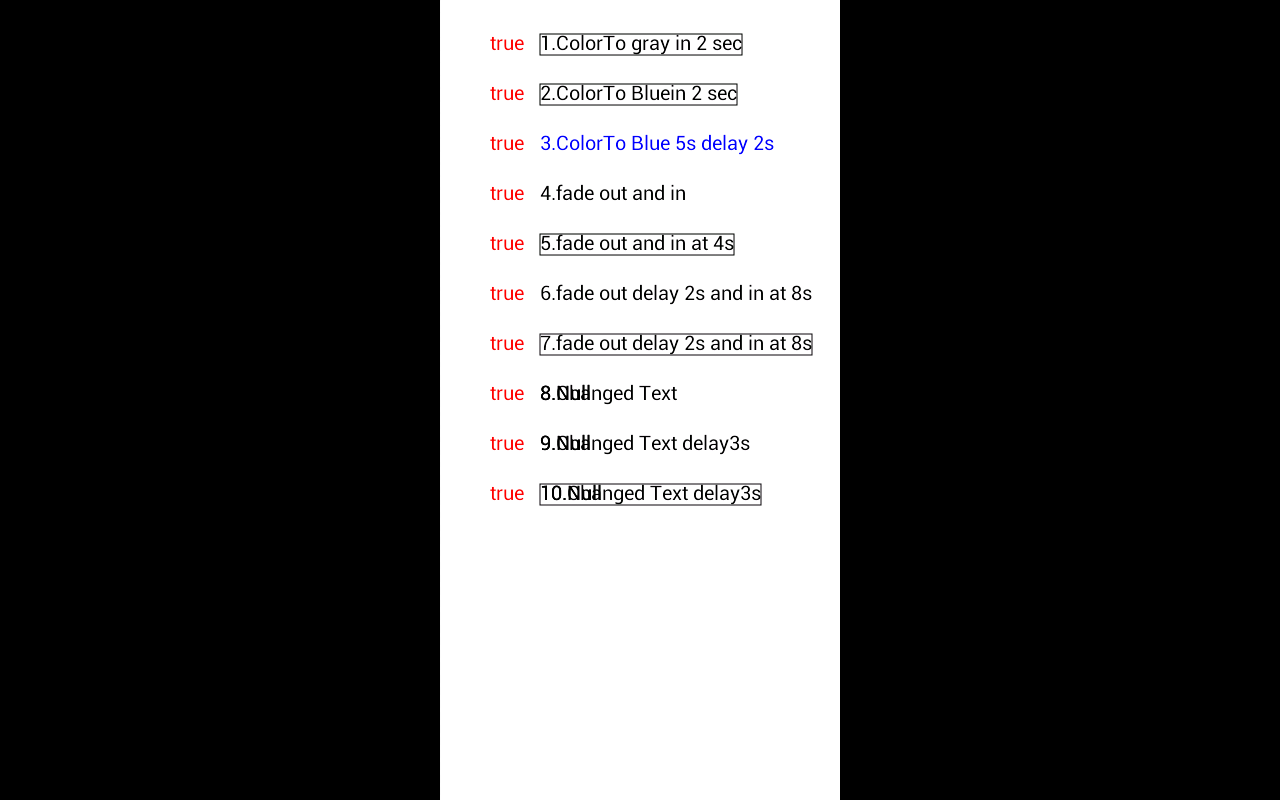 true 1.ColorTo gray in 2 sec
true 2.ColorTo Bluein 2 sec
true 3.ColorTo Blue 5s delay 2s
true 4.fade out and in
true 5.fade out and in at 4s
true 6.fade out delay 2s and in at 8s
true 7.fade out delay 2s and in at 8s
true 8.Changed Text
true 9.Changed Text delay3s
true 10.Changed Text delay3s